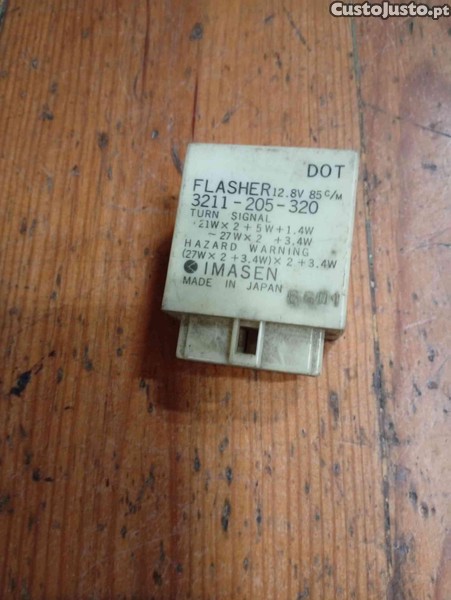 CustoJusto.pt
DOT
FLASHER 12.8V 85 C/M
3211-205-320
TURN SIGNAL
21W×2+5W+1.4W
~27W×2 +3.4W
HAZARD WARNING
(27W×2+3.4W)×2+3.4W
IMASEN
MADE IN JAPAN